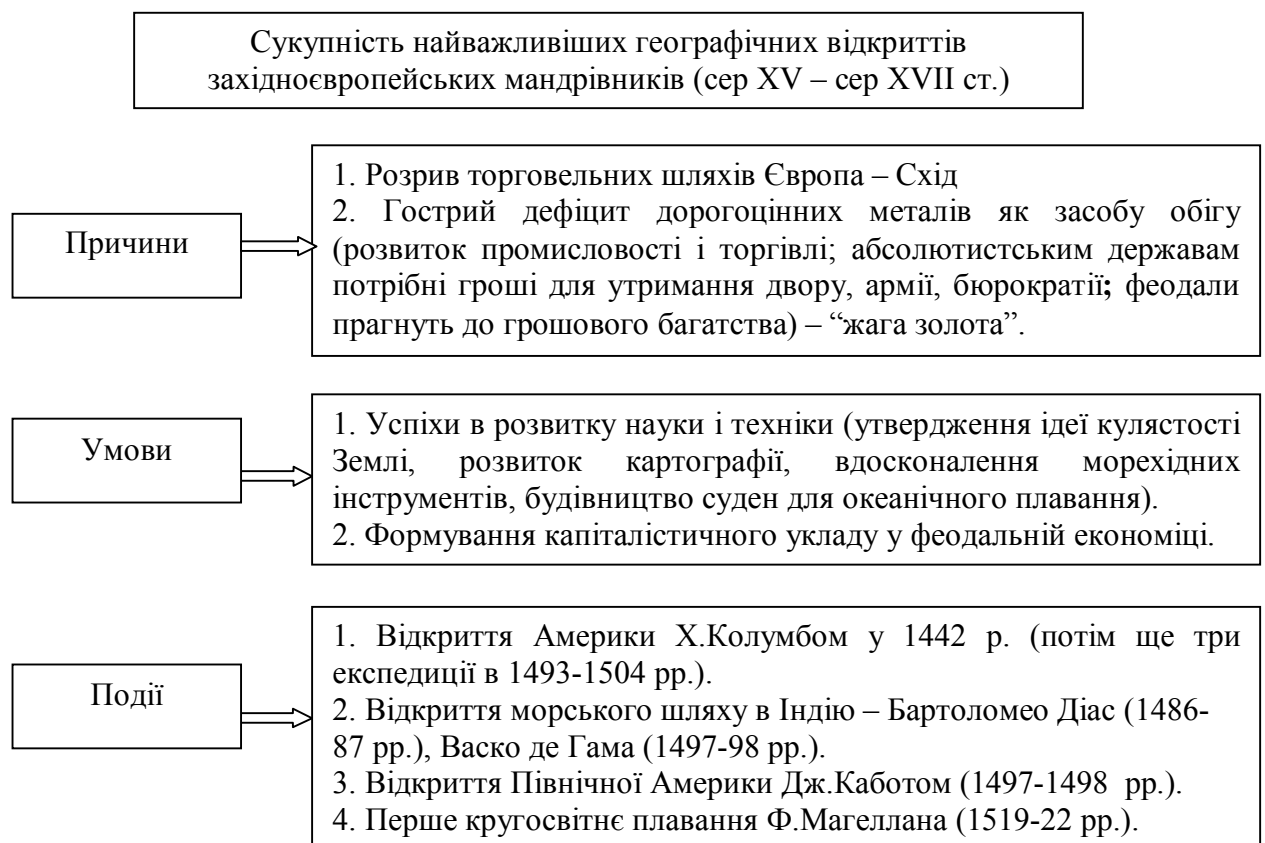 Сукупність найважливіших географічних відкриттів
західноєвропейських мандрівників (сер XV – сер XVII ст.)
Причини
1. Розрив торговельних шляхів Європа – Схід
2. Гострий дефіцит дорогоцінних металів як засобу обігу
(розвиток промисловості і торгівлі; абсолютистським державам
потрібні гроші для утримання двору, армії, бюрократії; феодали
прагнуть до грошового багатства) – “жага золота”.
Умови
1. Успіхи в розвитку науки і техніки (утвердження ідеї кулястості
Землі, розвиток картографії, вдосконалення морехідних
інструментів, будівництво суден для океанічного плавання).
2. Формування капіталістичного укладу у феодальній економіці.
Події
1. Відкриття Америки Х.Колумбом у 1442 р. (потім ще три
експедиції в 1493-1504 рр.).
2. Відкриття морського шляху в Індію – Бартоломео Діас (1486-
87 рр.), Васко де Гама (1497-98 рр.).
3. Відкриття Північної Америки Дж.Каботом (1497-1498 рр.).
4. Перше кругосвітнє плавання Ф.Магеллана (1519-22 рр.).